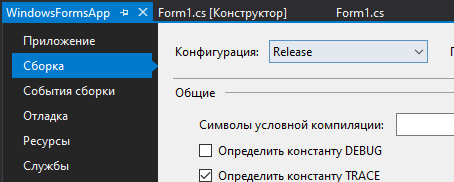 WindowsFormsApp Form1.cs [Конструктор] Form1.cs
Приложение
Сборка
События сборки
Отладка
Ресурсы
Службы
Конфигурация: Release
Общие
Символы условной компиляции:
Определить константу DEBUG
Определить константу TRACE